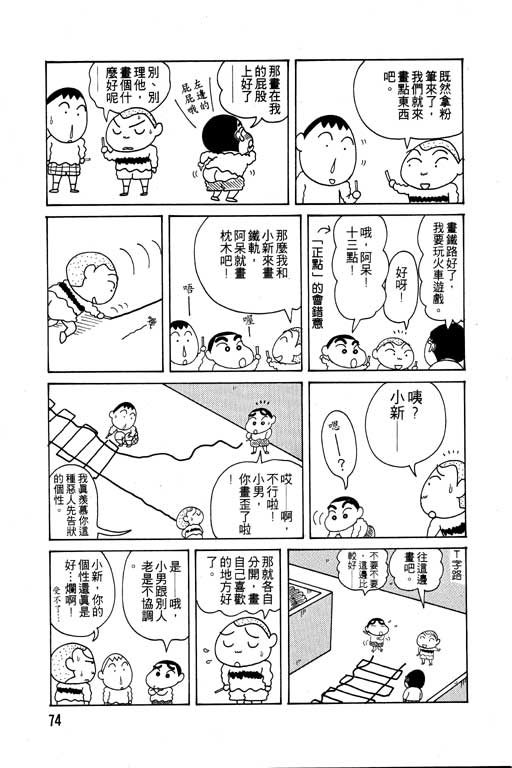 既然拿粉
筆來了，
我們就來
畫點東西
吧。
那畫在我
的屁股
上好了
左邊的
屁屁哦
別、別
理他，
畫個什
麼好呢
畫鐵路好了，
我要玩火車遊戲。
好呀！
哦，阿呆！
十三點！
「正點」的會錯意
那麼我和
小新來畫
鐵軌，
阿呆就畫
枕木吧！
喔—
唔—
咦？
小新—
嗯—
—？
哎—啊，
不行啦！
小男，
你畫歪了啦
我真羨慕你這
種惡人先告狀
的個性。
T字路
往這邊
畫吧。
不要不要
，這邊比
較好
那就各自
分開，畫
自己喜歡
的地方好
了。
是—哦，
小男跟別人
老是不協調
。
小新，你的
個性還真是
好…爛啊！
受不了…
74